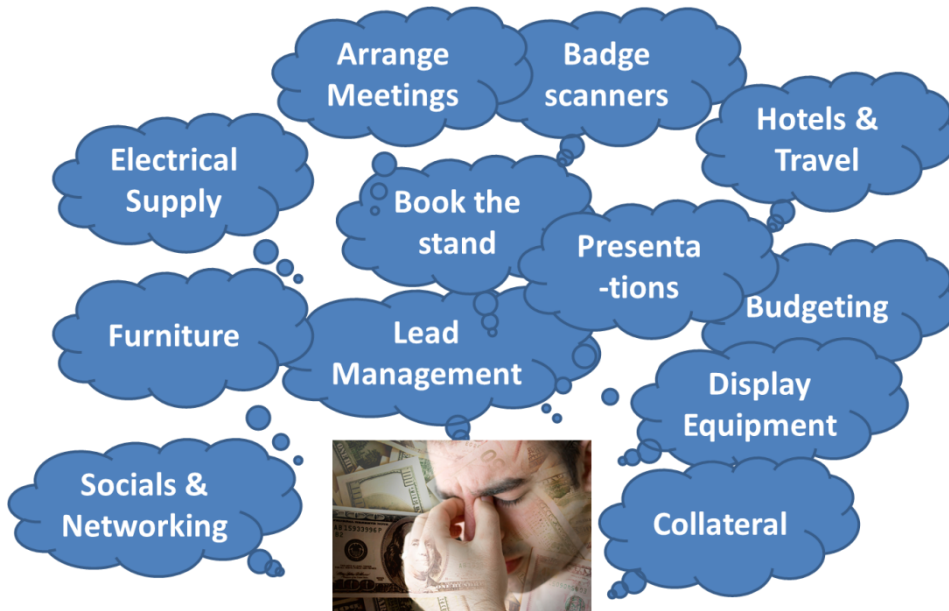 Arrange
Meetings
Badge
scanners
Hotels &
Travel
Electrical
Supply
Book the
stand
Presenta
-tions
Budgeting
Furniture
Lead
Management
Display
Equipment
Socials &
Networking
Collateral